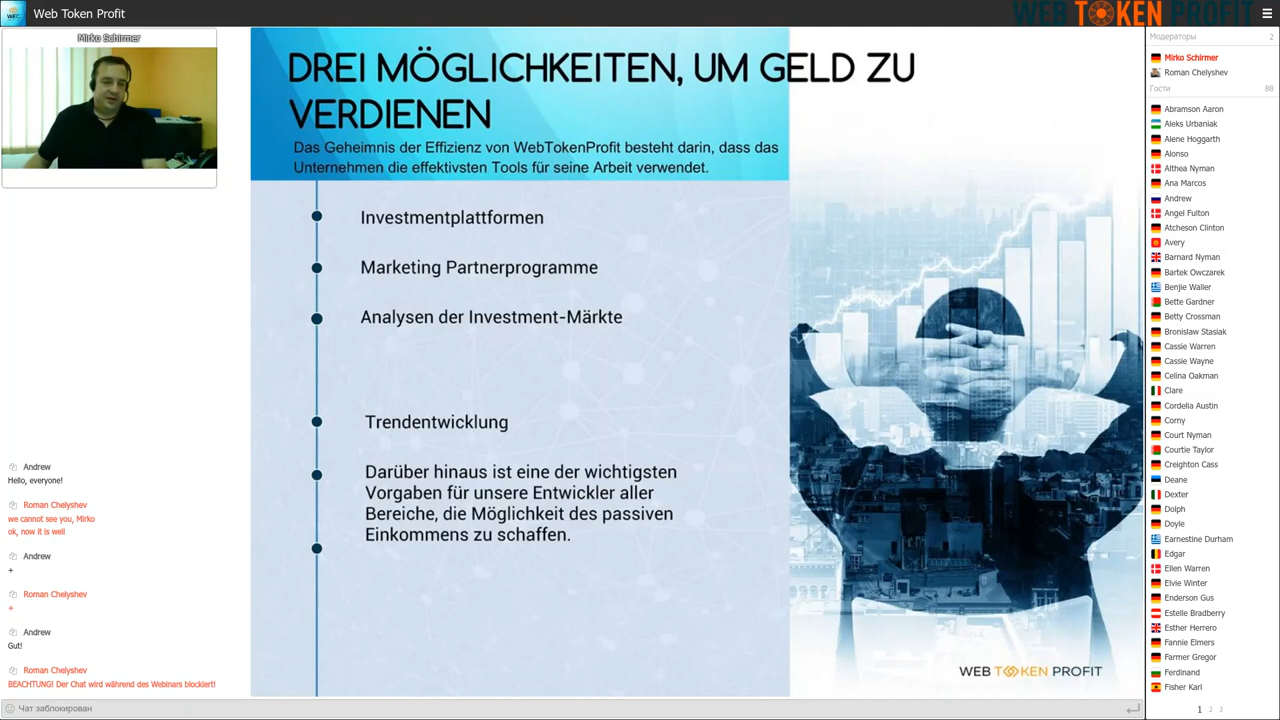 WEC
Web Token Profit
WEB TOKEN PROFIT
Mirko Schirmer
DREI MÖGLICHKEITEN, UM GELD ZU
VERDIENEN
Das Geheimnis der Effizienz von WebTokenProfit besteht darin, dass das
Unternehmen die effektivsten Tools für seine Arbeit verwendet.
Investmentplattformen
Marketing Partnerprogramme
Analysen der Investment-Märkte
Trendentwicklung
Darüber hinaus ist eine der wichtigsten
Vorgaben für unsere Entwickler aller
Bereiche, die Möglichkeit des passiven
Einkommens zu schaffen.
WEB TOKEN PROFIT
Andrew
Hello, everyone!
Roman Chelyshev
we cannot see you, Mirko
ok, now it is well
Andrew
+
Roman Chelyshev
+
Andrew
Gut!
Roman Chelyshev
BEACHTUNG! Der Chat wird während des Webinars blockiert!
Чат заблокирован
Модераторы 2
Mirko Schirmer
Roman Chelyshev
Гости 88
Abramson Aaron
Aleks Urbaniak
Alene Hoggarth
Alonso
Althea Nyman
Ana Marcos
Andrew
Angel Fulton
Atcheson Clinton
Avery
Barnard Nyman
Bartek Owczarek
Benjie Waller
Bette Gardner
Betty Crossman
Bronislaw Stasiak
Cassie Warren
Cassie Wayne
Celina Oakman
Clare
Cordelia Austin
Corny
Court Nyman
Courtie Taylor
Creighton Cass
Deane
Dexter
Dolph
Doyle
Earnestine Durham
Edgar
Ellen Warren
Elvie Winter
Enderson Gus
Estelle Bradberry
Esther Herrero
Fannie Elmers
Farmer Gregor
Ferdinand
Fisher Karl
1 2 3